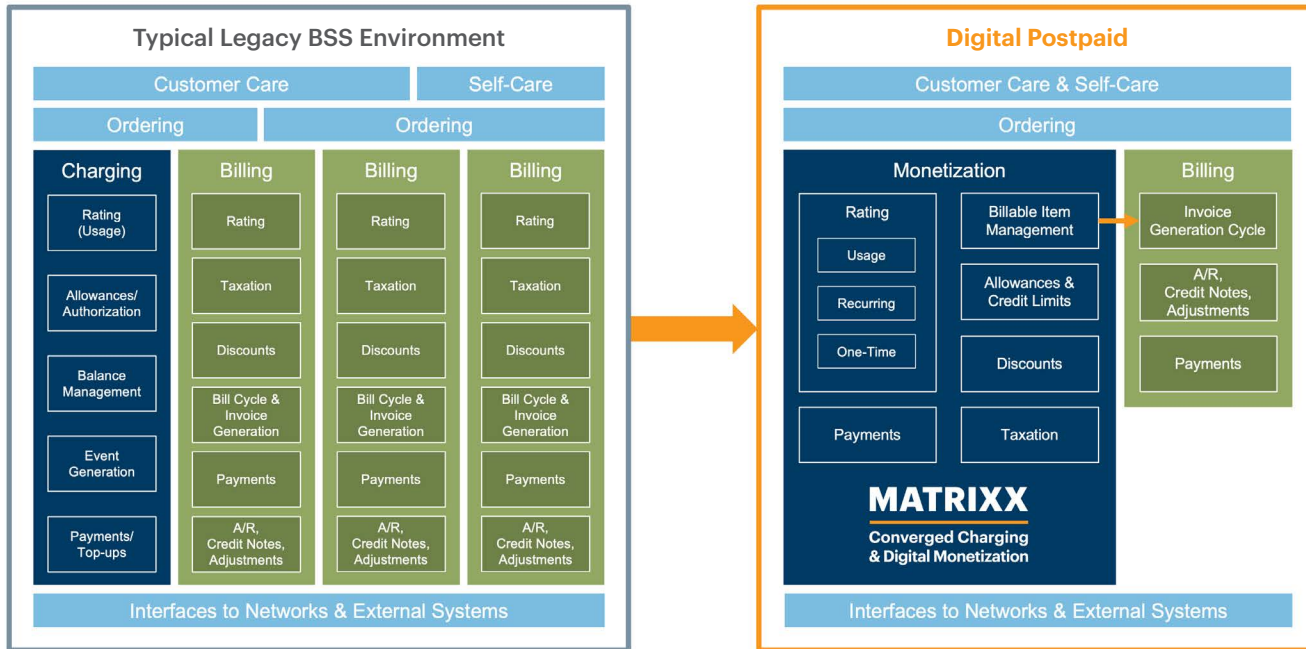 Typical Legacy BSS Environment
Customer Care
Self-Care
Ordering
Ordering
Charging
Rating
(Usage)
Allowances/
Authorization
Balance
Management
Event
Generation
Payments/
Top-ups
Billing
Rating
Taxation
Discounts
Bill Cycle &
Invoice
Generation
Payments
A/R,
Credit Notes,
Adjustments
Billing
Rating
Taxation
Discounts
Bill Cycle &
Invoice
Generation
Payments
A/R,
Credit Notes,
Adjustments
Billing
Rating
Taxation
Discounts
Bill Cycle &
Invoice
Generation
Payments
A/R,
Credit Notes,
Adjustments
Interfaces to Networks & External Systems
Digital Postpaid
Customer Care & Self-Care
Ordering
Monetization
Rating
Usage
Recurring
One-Time
Payments
Billable Item
Management
Allowances &
Credit Limits
Discounts
Taxation
MATRIXX
Converged Charging
& Digital Monetization
Billing
Invoice
Generation Cycle
A/R,
Credit Notes,
Adjustments
Payments
Interfaces to Networks & External Systems